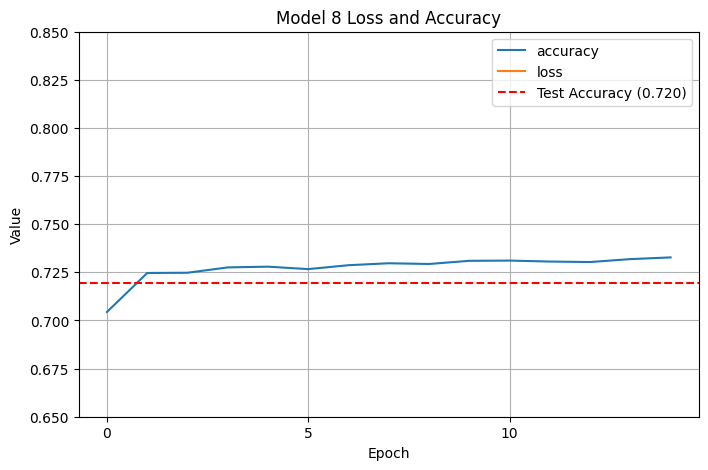 Model 8 Loss and Accuracy
accuracy
loss
Test Accuracy (0.720)
Value
0.850
0.825
0.800
0.775
0.750
0.725
0.700
0.675
0.650
0
5
10
Epoch